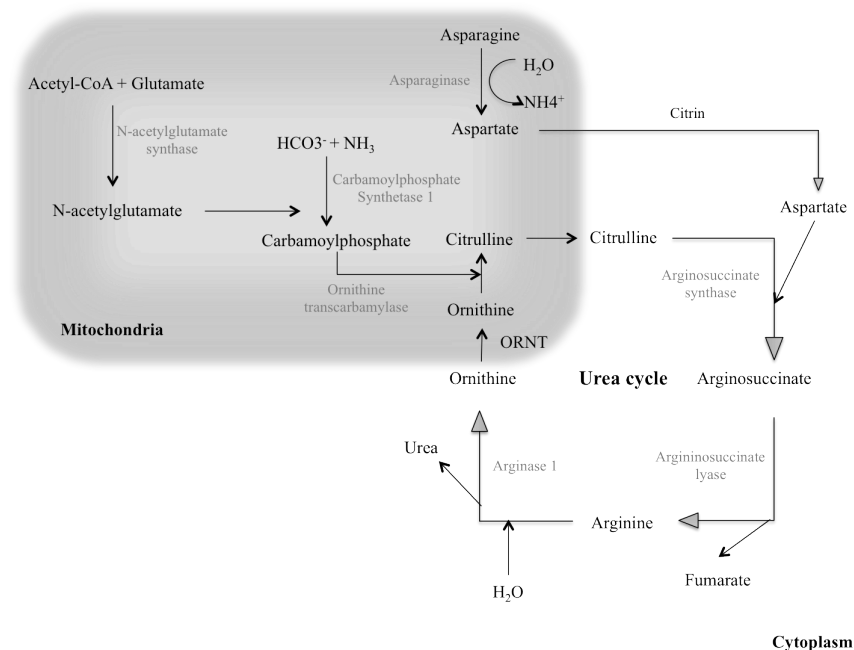 Asparagine
H₂O
Asparaginase
NH4⁺
Acetyl-CoA + Glutamate
Aspartate
Citrin
N-acetylglutamate
synthase
HCO3⁻ + NH₃
Carbamoylphosphate
Synthetase 1
N-acetylglutamate
Aspartate
Carbamoylphosphate
Citrulline
Citrulline
Arginosuccinate
synthase
Ornithine
transcarbamylase
Ornithine
Mitochondria
ORNT
Ornithine
Urea cycle
Arginosuccinate
Urea
Arginase 1
Argininosuccinate
lyase
Arginine
Fumarate
H₂O
Cytoplasm